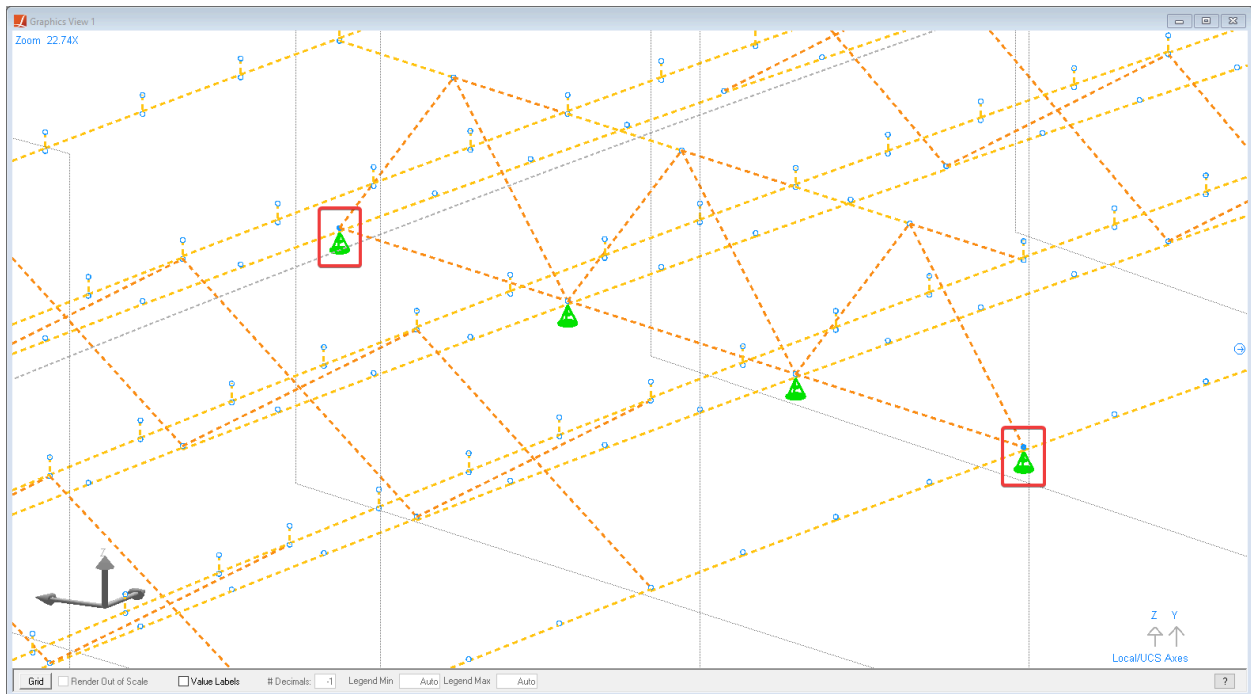 Graphics View 1
Zoom 22.74X
Z
Z Y
Local/UCS Axes
Grid Render Out of Scale Value Labels # Decimals: -1 Legend Min Auto Legend Max Auto ?